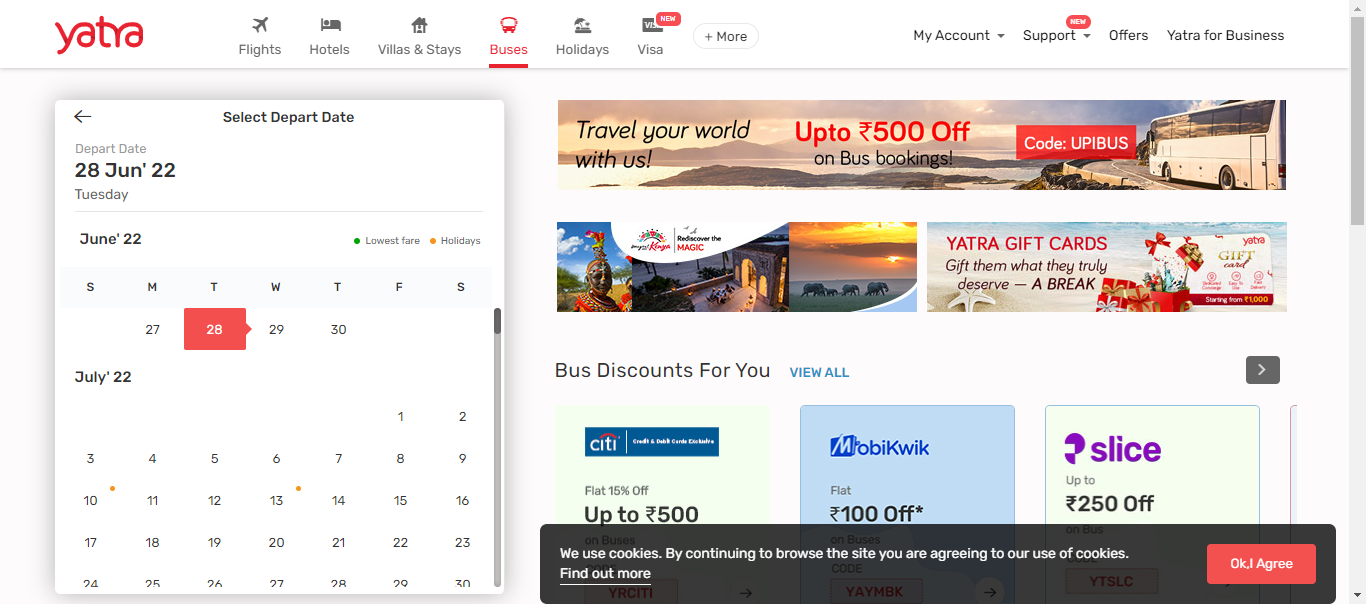 yatra
Flights
Hotels
Villas & Stays
Buses
Holidays
VISA
NEW
Visa
+ More
My Account
NEW
Support
Offers
Yatra for Business
Select Depart Date
Depart Date
28 Jun' 22
Tuesday
June' 22
Lowest fare
Holidays
S M T W T F S
27 28 29 30
July' 22
1 2
3 4 5 6 7 8 9
10 11 12 13 14 15 16
17 18 19 20 21 22 23
24 25 26 27 28 29 30
Travel your world
with us!
Upto ₹500 Off
on Bus bookings!
Code: UPIBUS
magical Kenya
Rediscover the
MAGIC
YATRA GIFT CARDS
Gift them what they truly
deserve — A BREAK
yatra
GIFT
card
Dedicated
Concierge
Easy To
Use
Fast
Delivery
Starting from ₹1,000
Bus Discounts For You
VIEW ALL
citi
Credit & Debit Cards Exclusive
Flat 15% Off
Up to ₹500
on Buses
CODE
YRCITI
MobiKwik
Flat
₹100 Off*
on Buses
CODE
YAYMBK
slice
Up to
₹250 Off
on Bus
YTSLC
We use cookies. By continuing to browse the site you are agreeing to our use of cookies.
Find out more
Ok,I Agree